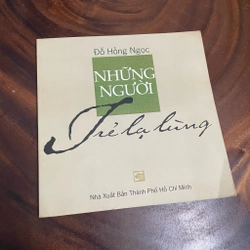 Đỗ Hồng Ngọc
NHỮNG
NGƯỜI
Trẻ lạ lùng
Nhà Xuất Bản Thành Phố Hồ Chí Minh